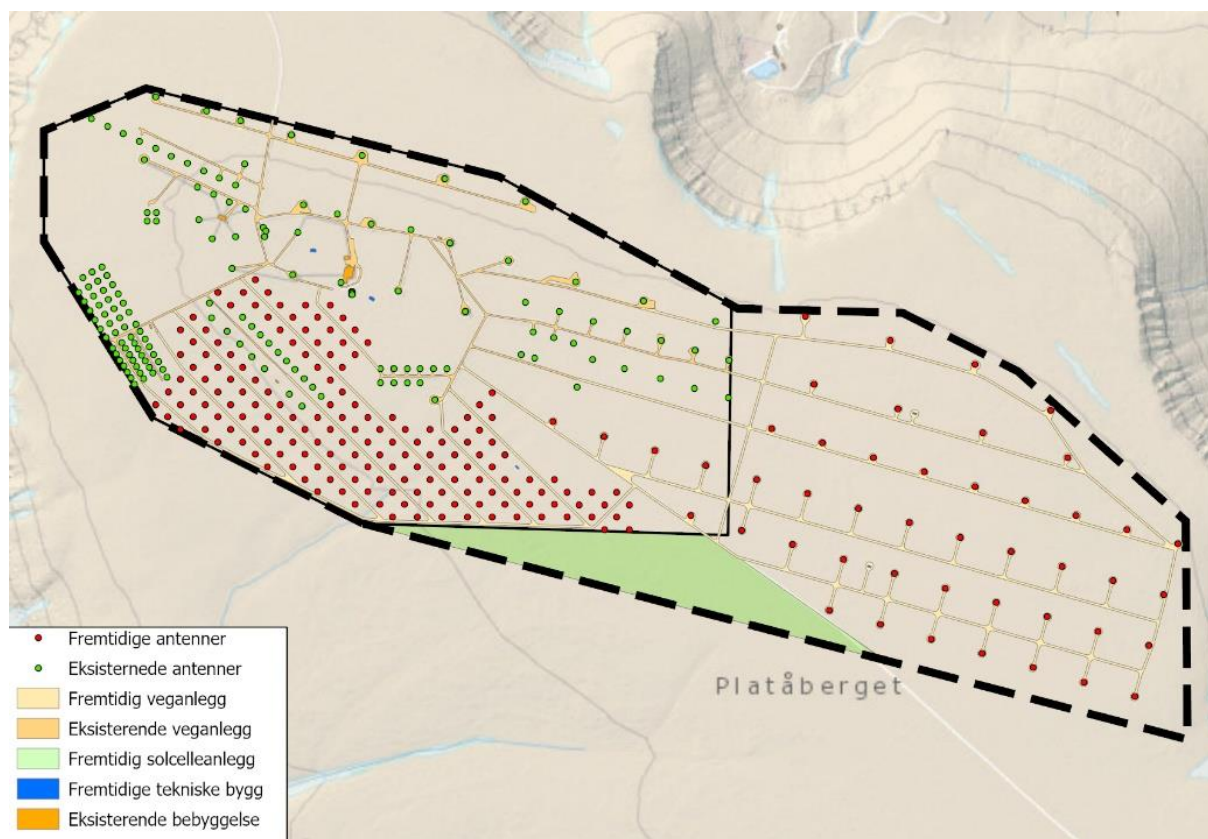 Platåberget
Fremtidige antenner
Eksisternede antenner
Fremtidig veganlegg
Eksisterende veganlegg
Fremtidig solcelleanlegg
Fremtidige tekniske bygg
Eksisterende bebyggelse